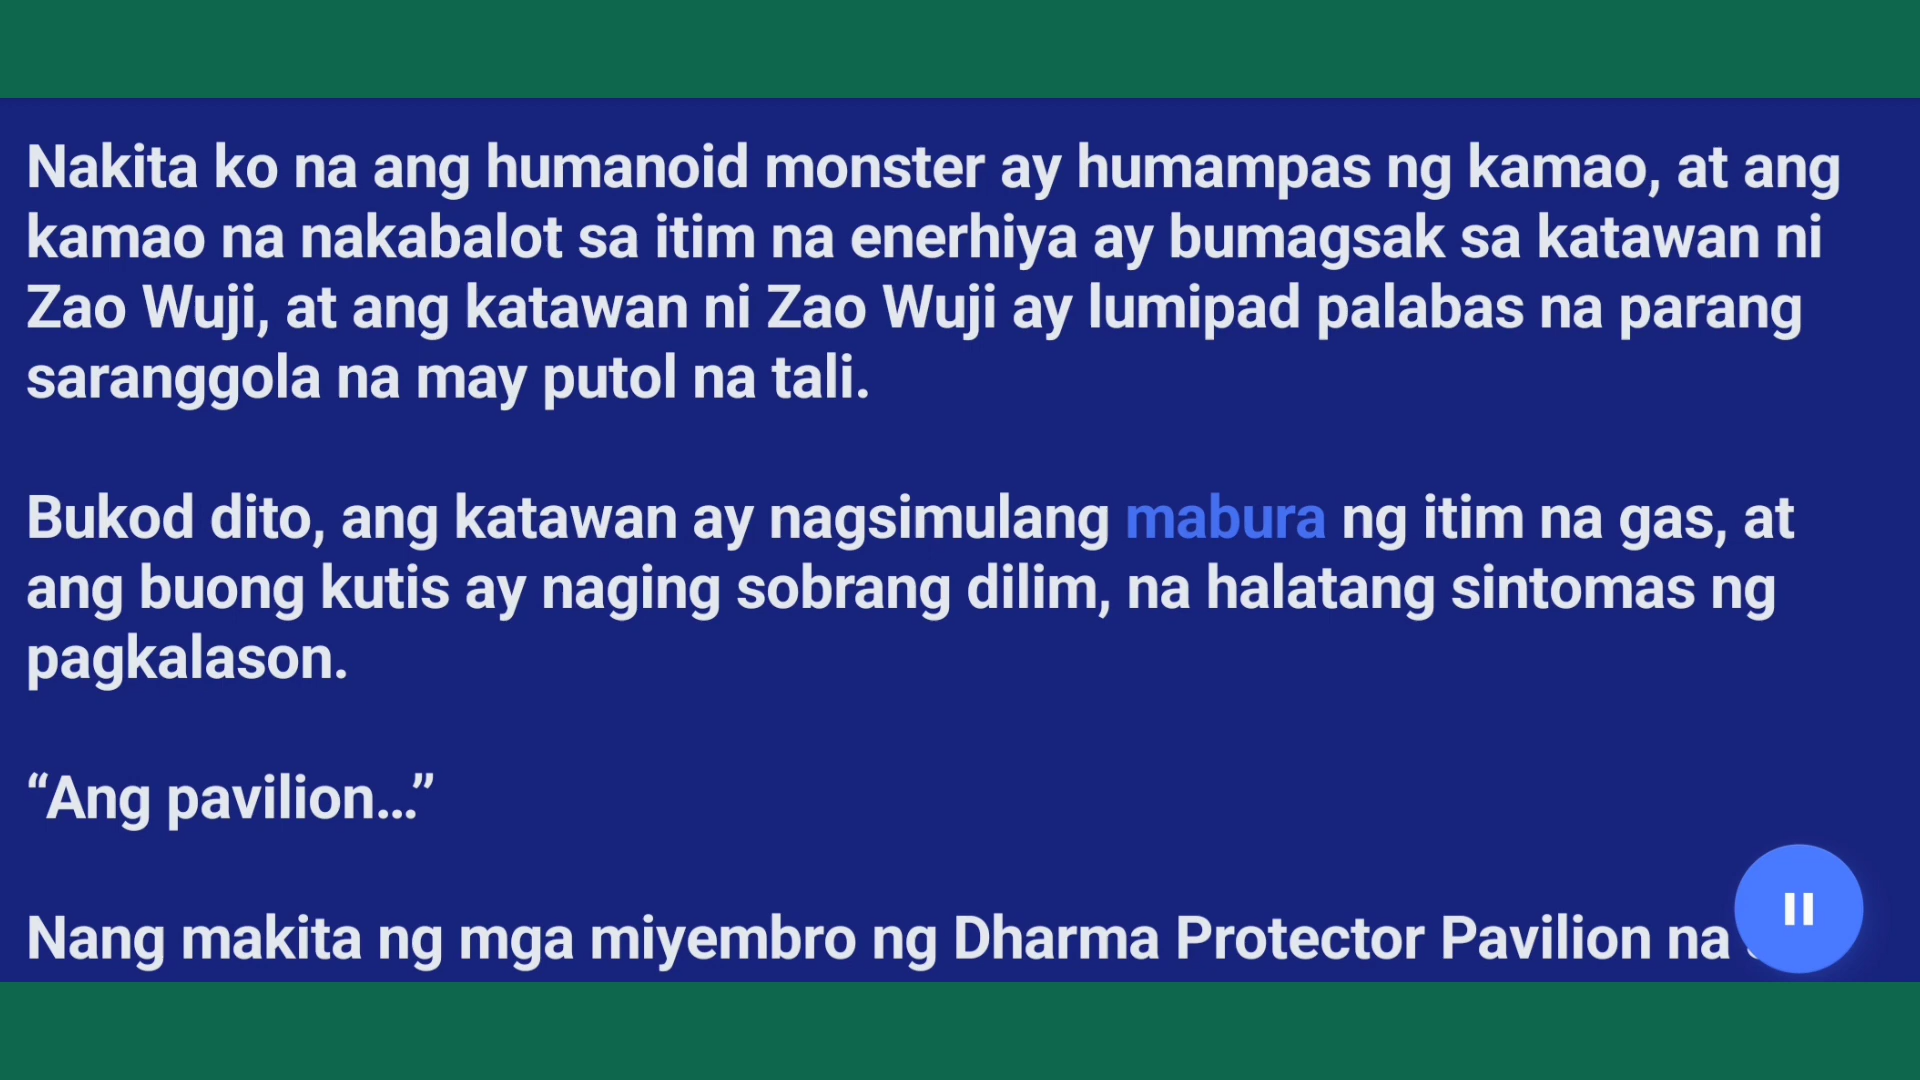 Nakita ko na ang humanoid monster ay humampas ng kamao, at ang
kamao na nakabalot sa itim na enerhiya ay bumagsak sa katawan ni
Zao Wuji, at ang katawan ni Zao Wuji ay lumipad palabas na parang
saranggola na may putol na tali.
Bukod dito, ang katawan ay nagsimulang mabura ng itim na gas, at
ang buong kutis ay naging sobrang dilim, na halatang sintomas ng
pagkalason.
“Ang pavilion...”
Nang makita ng mga miyembro ng Dharma Protector Pavilion na